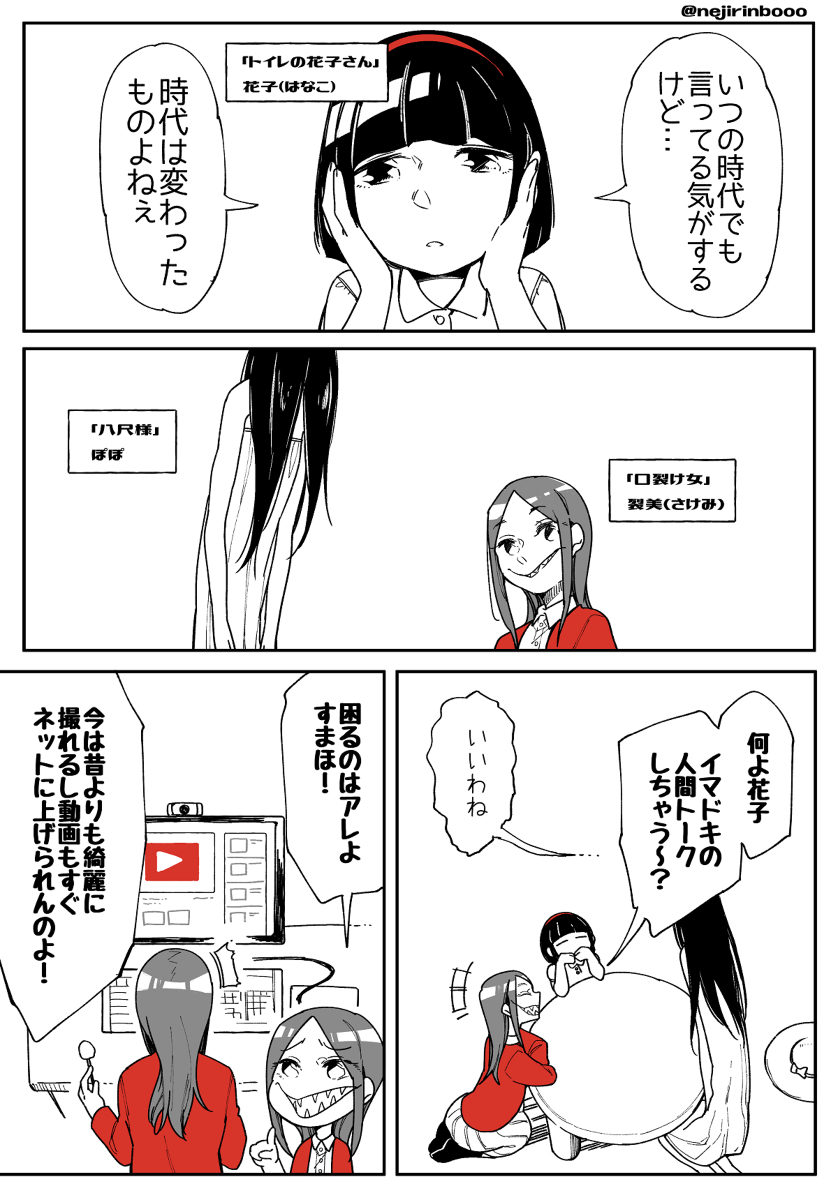 @nejirinbooo
いつの時代でも
言ってる気がする
けど…
「トイレの花子さん」
花子(はなこ)
時代は変わった
ものよねぇ
「八尺様」
ぽぽ
「口裂け女」
裂美(さけみ)
何よ花子
イマドキの
人間トーク
しちゃう〜?
いいわね
困るのはアレよ
すまほ!
今は昔よりも綺麗に
撮れるし動画もすぐ
ネットに上げられんのよ!